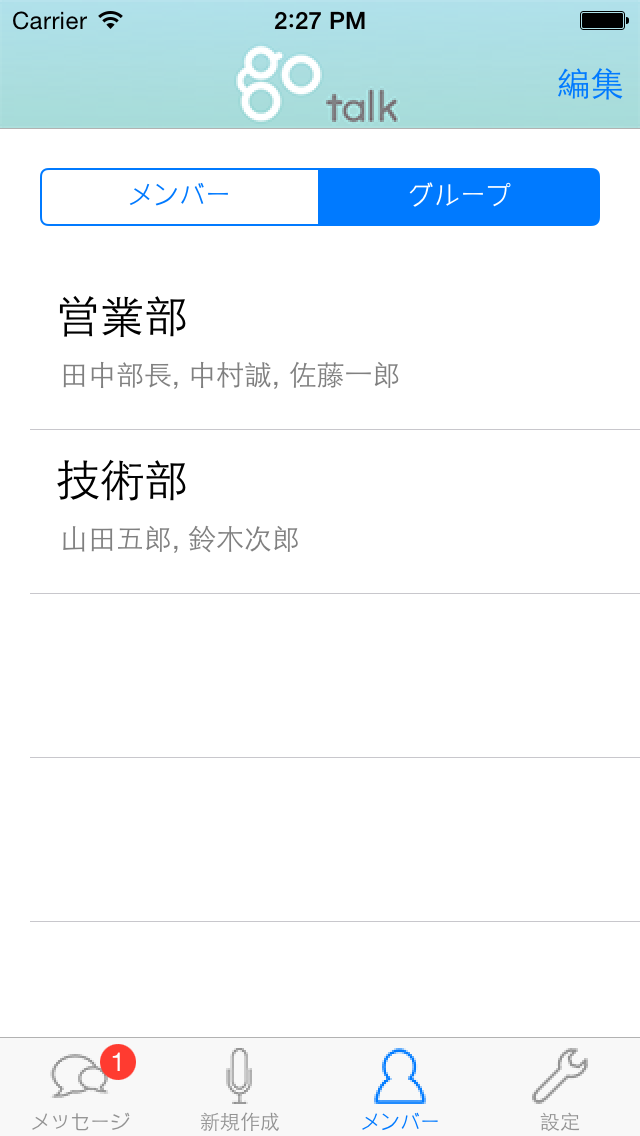 Carrier 2:27 PM
go talk 編集
メンバー グループ
営業部
田中部長, 中村誠, 佐藤一郎
技術部
山田五郎, 鈴木次郎
1
メッセージ 新規作成 メンバー 設定